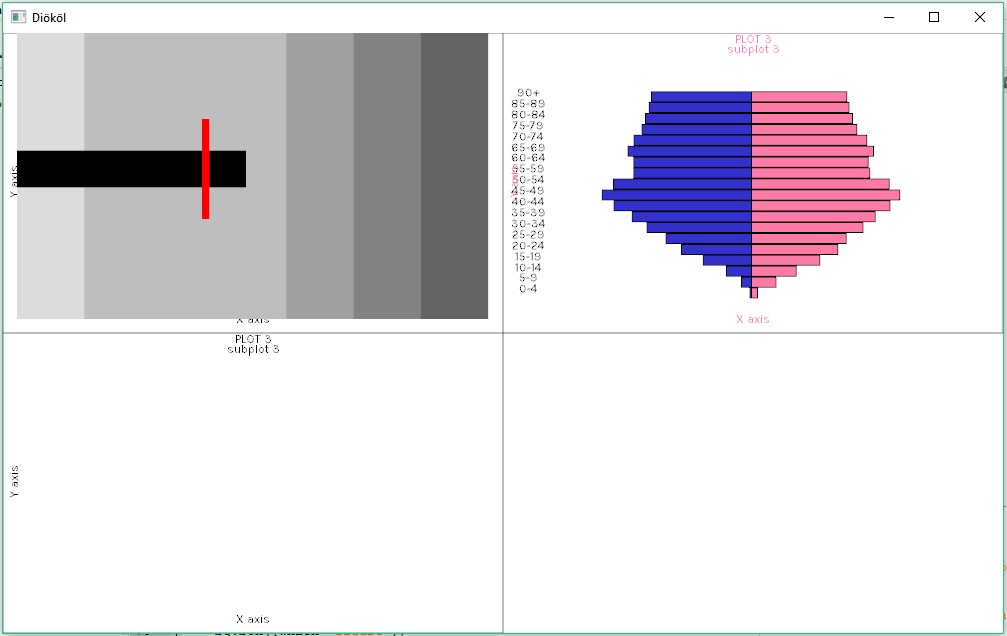 Diököl
Y axis
X axis
PLOT 3
subplot 3
90+
85-89
80-84
75-79
70-74
65-69
60-64
55-59
50-54
45-49
40-44
35-39
30-34
25-29
20-24
15-19
10-14
5-9
0-4
X axis
PLOT 3
subplot 3
Y axis
X axis